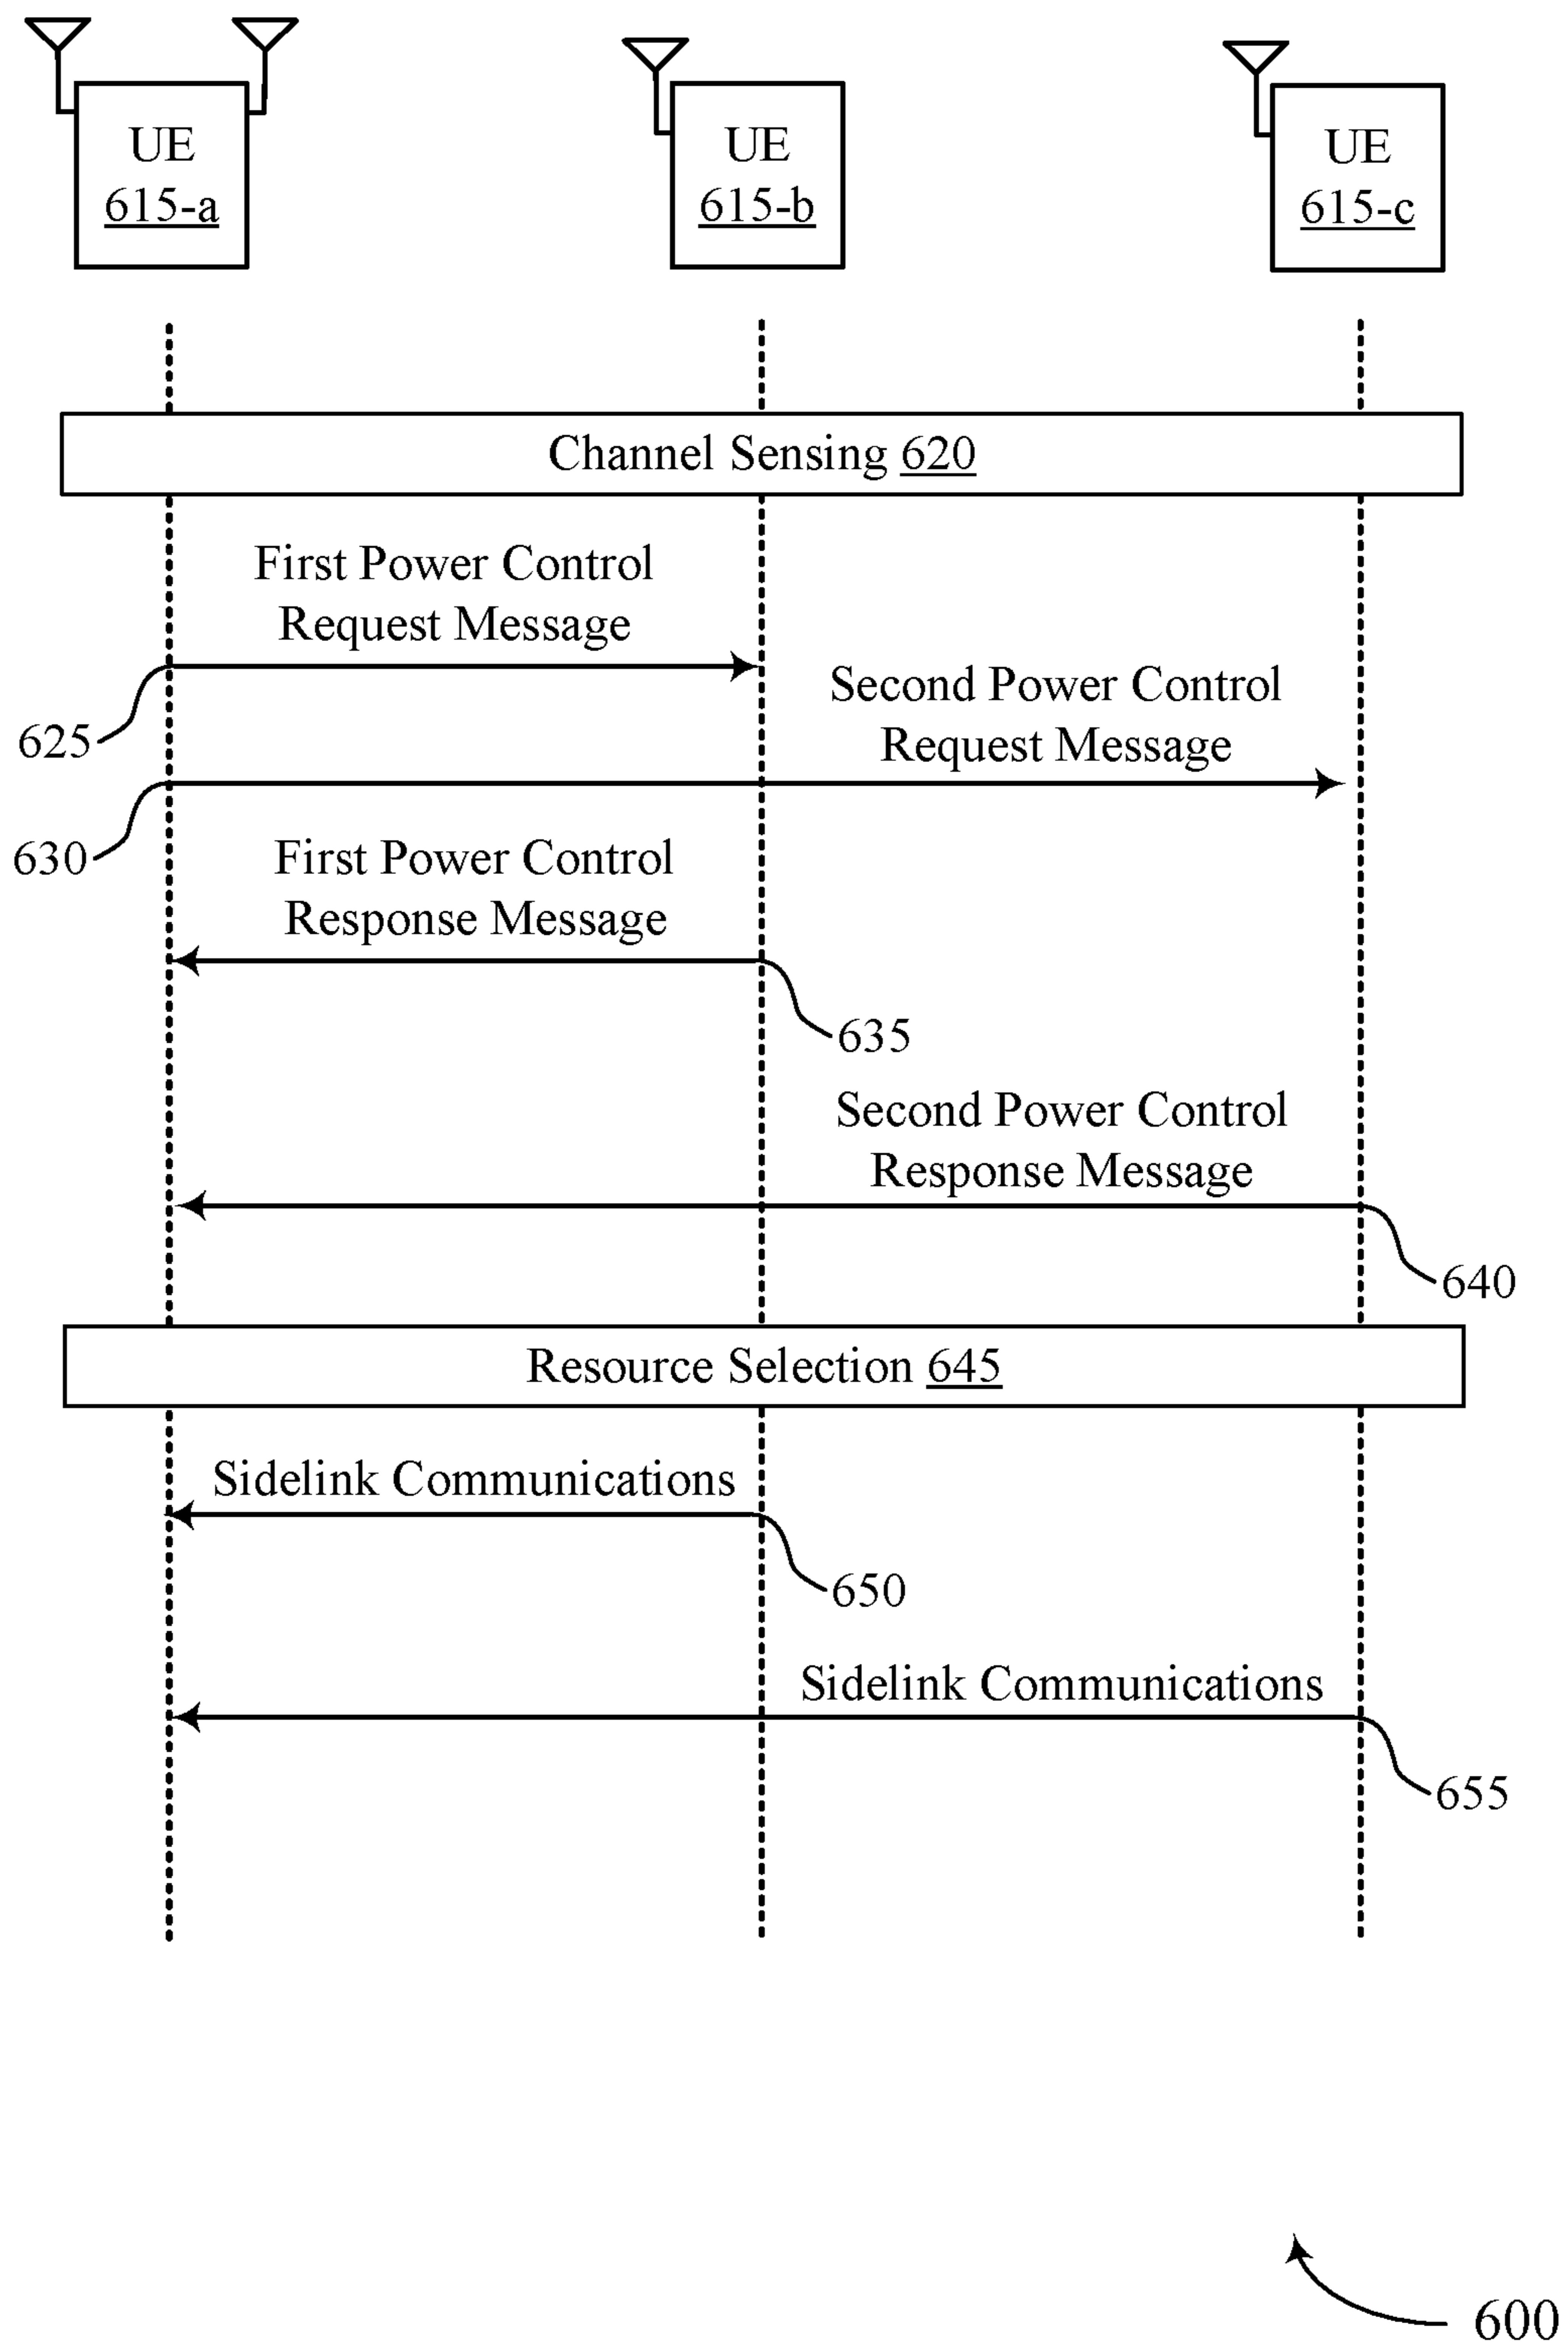 UE
615-a
UE
615-b
UE
615-c
Channel Sensing 620
First Power Control
Request Message
625
Second Power Control
Request Message
630
First Power Control
Response Message
635
Second Power Control
Response Message
640
Resource Selection 645
Sidelink Communications
650
Sidelink Communications
655
600